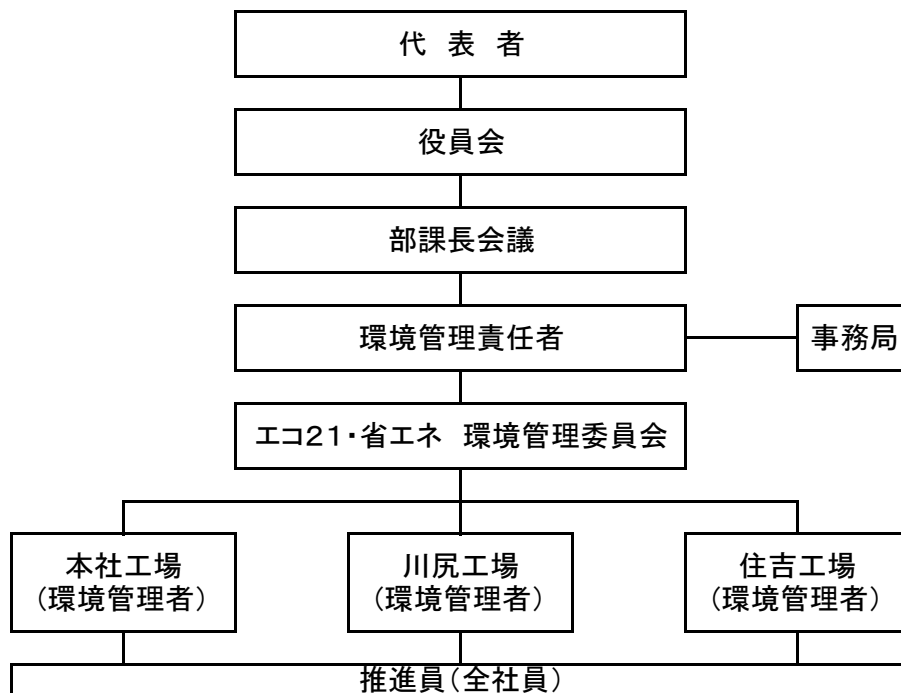 代 表 者
役員会
部課長会議
環境管理責任者
事務局
エコ21・省エネ 環境管理委員会
本社工場
(環境管理者)
川尻工場
(環境管理者)
住吉工場
(環境管理者)
推進員(全社員)